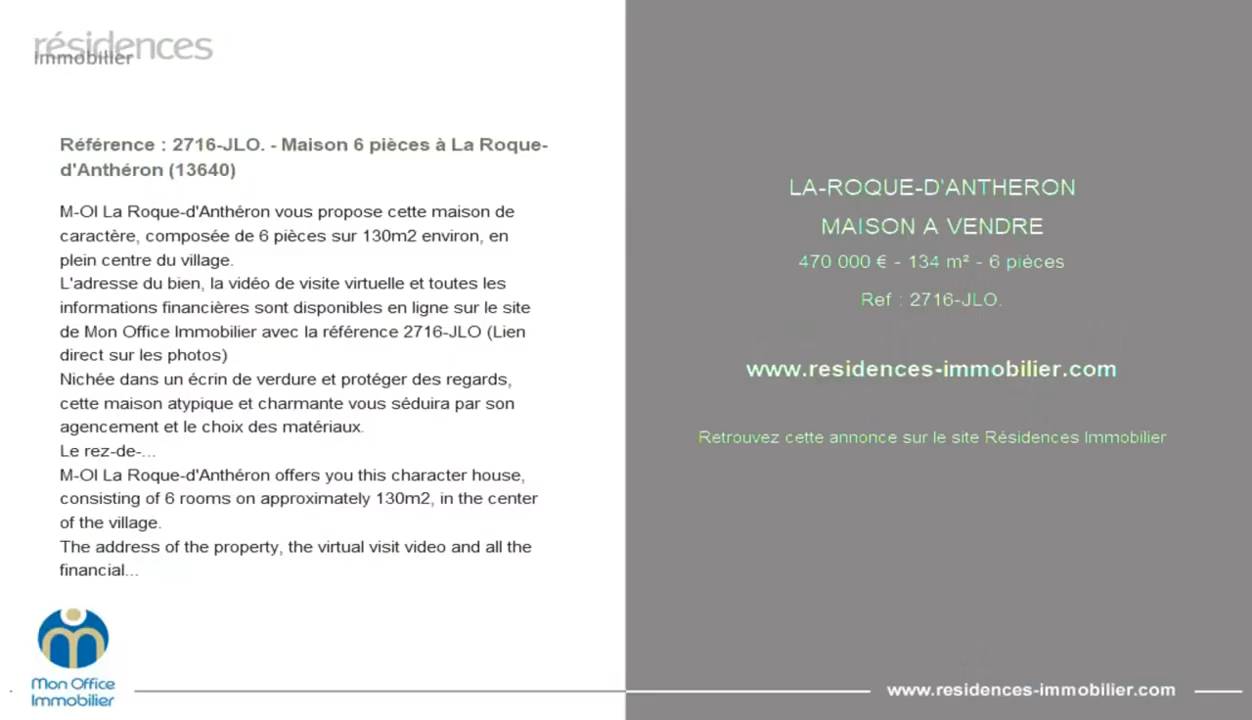 résidences
immobilier
Référence : 2716-JLO. - Maison 6 pièces à La Roque-
d'Anthéron (13640)
M-OI La Roque-d'Anthéron vous propose cette maison de
caractère, composée de 6 pièces sur 130m2 environ, en
plein centre du village.
L'adresse du bien, la vidéo de visite virtuelle et toutes les
informations financières sont disponibles en ligne sur le site
de Mon Office Immobilier avec la référence 2716-JLO (Lien
direct sur les photos)
Nichée dans un écrin de verdure et protéger des regards,
cette maison atypique et charmante vous séduira par son
agencement et le choix des matériaux.
Le rez-de-...
M-OI La Roque-d'Anthéron offers you this character house,
consisting of 6 rooms on approximately 130m2, in the center
of the village.
The address of the property, the virtual visit video and all the
financial...
Mon Office
Immobilier
LA-ROQUE-D'ANTHERON
MAISON A VENDRE
470 000 € - 134 m² - 6 pièces
Ref : 2716-JLO.
www.residences-immobilier.com
Retrouvez cette annonce sur le site Résidences Immobilier
www.residences-immobilier.com